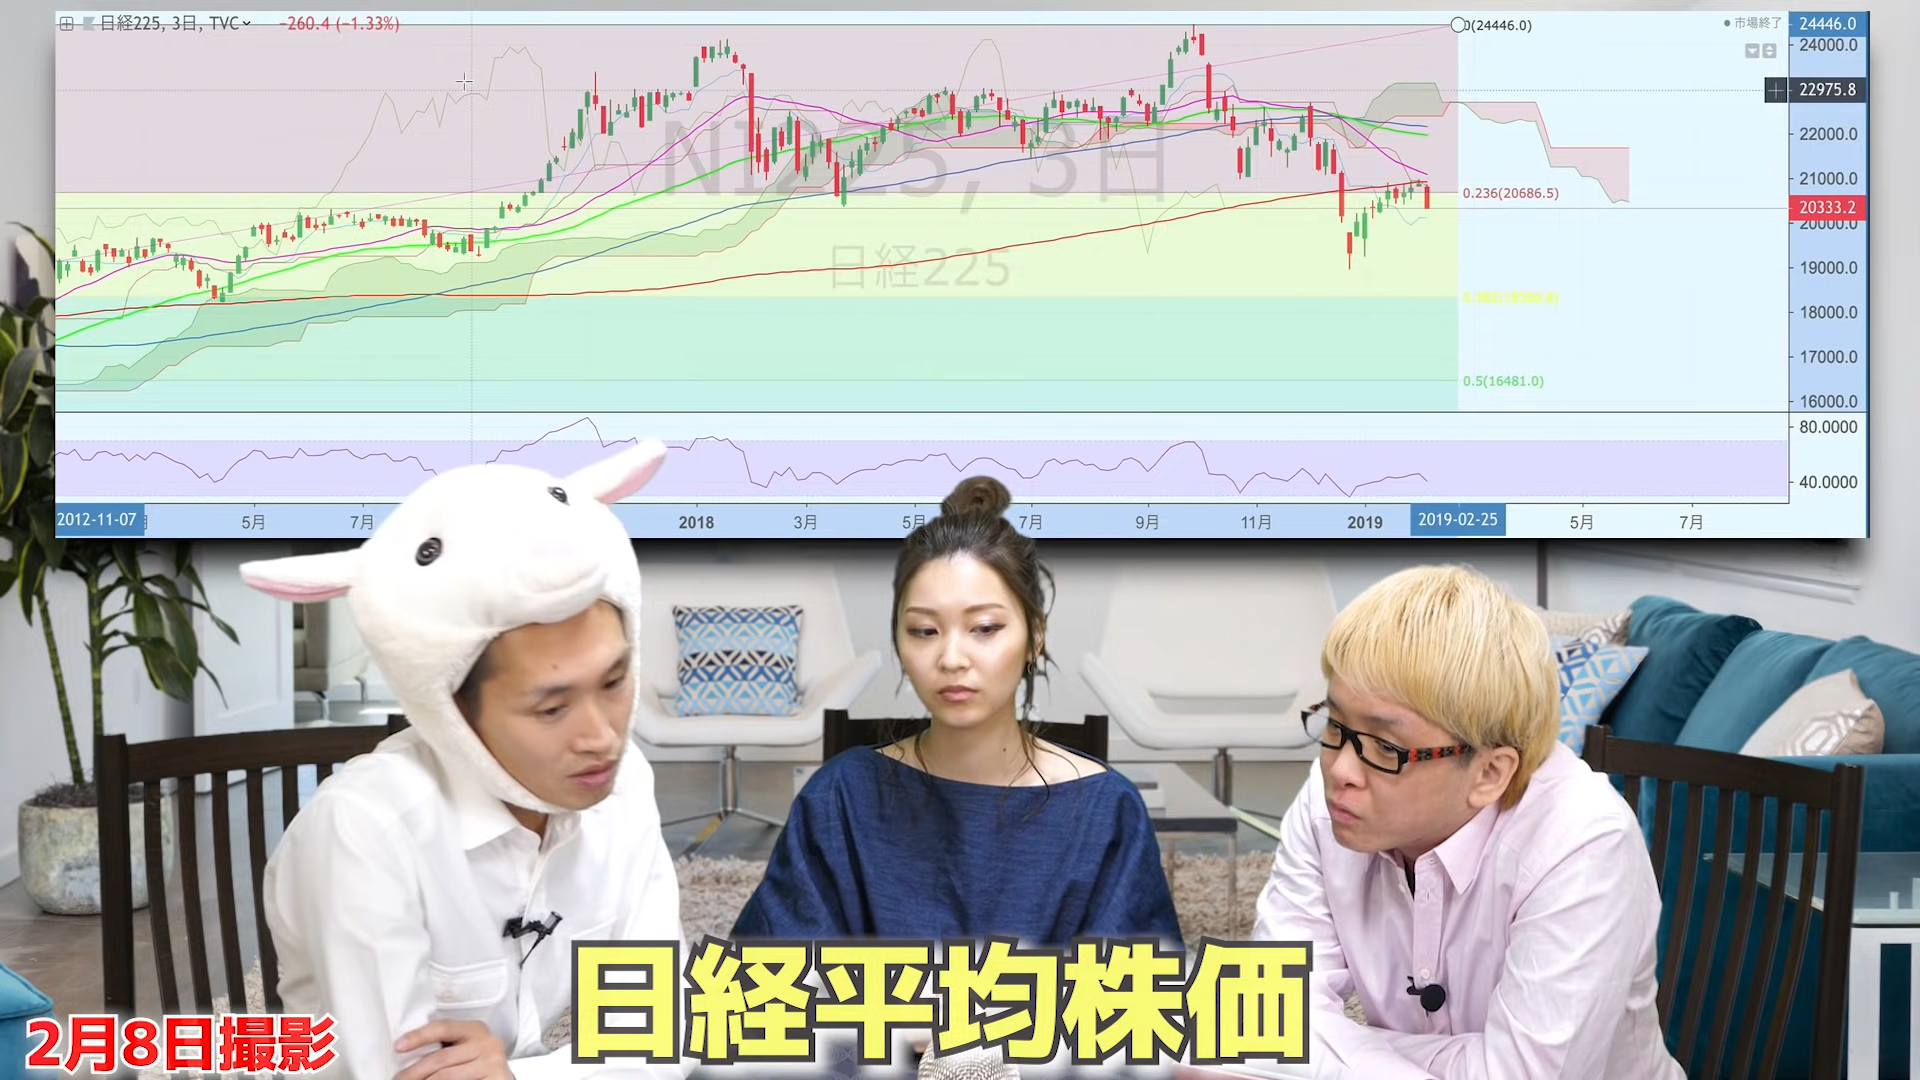 日経225, 3日, TVC −260.4 (−1.33%)
0(24446.0)
市場終了
24446.0
24000.0
22975.8
22000.0
21000.0
0.236(20686.5)
20333.2
20000.0
19000.0
18000.0
17000.0
0.5(16481.0)
16000.0
80.0000
40.0000
NI225, 3日
日経225
2012-11-07 5月 7月 2018 3月 5月 7月 9月 11月 2019 2019-02-25 5月 7月
日経平均株価
2月8日撮影